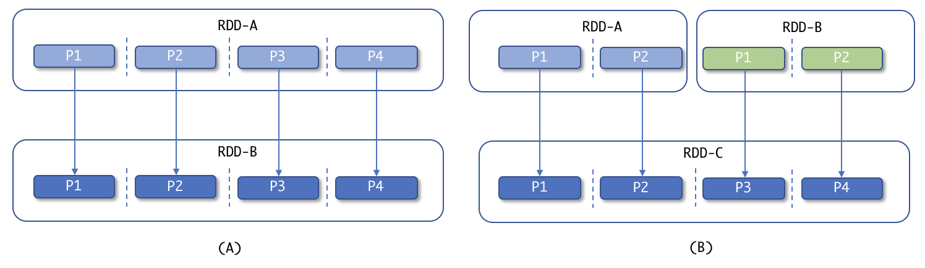 RDD-A
P1 P2 P3 P4
RDD-B
P1 P2 P3 P4
(A)
RDD-A RDD-B
P1 P2 P1 P2
RDD-C
P1 P2 P3 P4
(B)